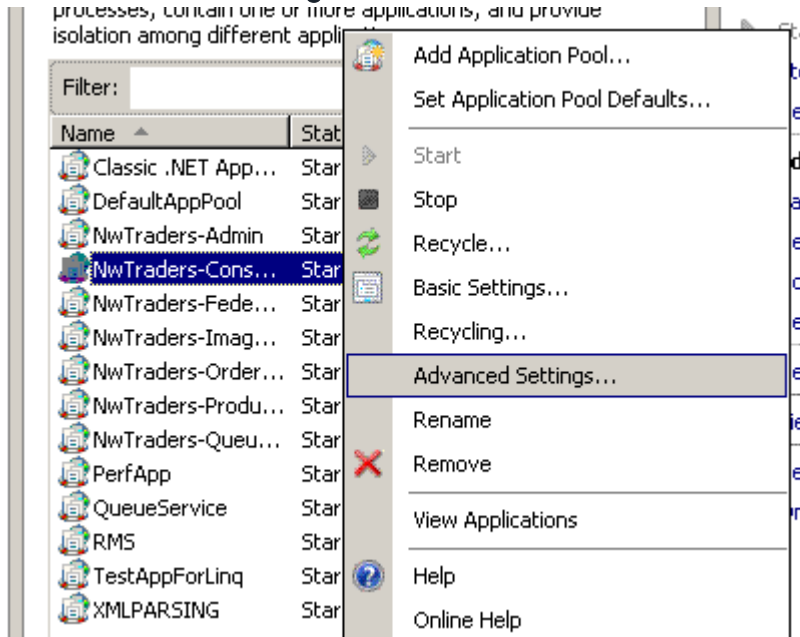 processes, contain one or more applications, and provide
isolation among different applic
Add Application Pool...
Filter:
Set Application Pool Defaults...
Name Stat
Classic .NET App... Star
Start
DefaultAppPool Star
Stop
NwTraders-Admin Star
Recycle...
NwTraders-Cons... Star
Basic Settings...
NwTraders-Fede... Star
NwTraders-Imag... Star
Recycling...
NwTraders-Order... Star
Advanced Settings...
NwTraders-Produ... Star
Rename
NwTraders-Queu... Star
PerfApp Star
Remove
QueueService Star
View Applications
RMS Star
TestAppForLinq Star
Help
XMLPARSING Star
Online Help